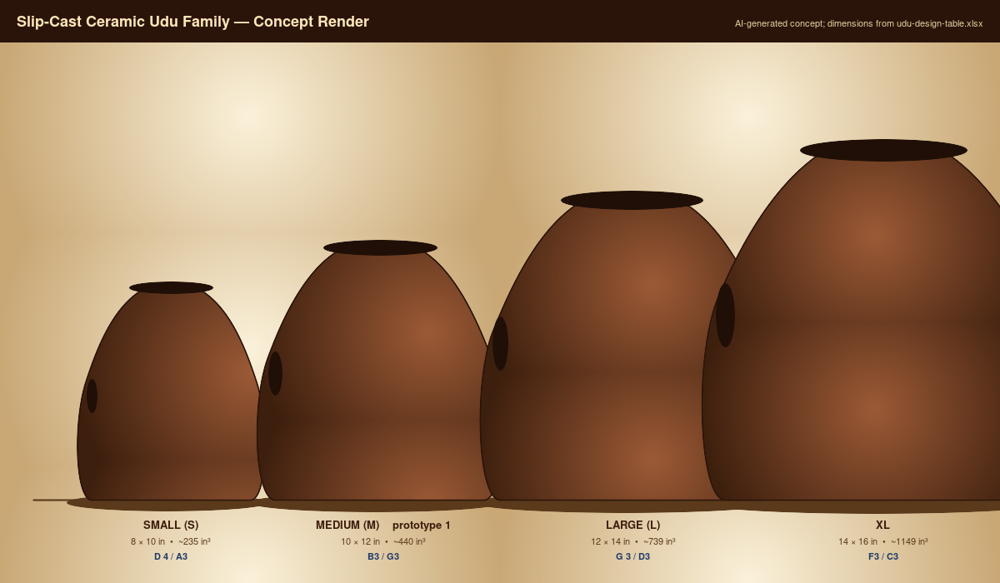 Slip-Cast Ceramic Udu Family — Concept Render
AI-generated concept; dimensions from udu-design-table.xlsx
SMALL (S)
8 × 10 in • ~235 in³
D 4 / A3
MEDIUM (M) prototype 1
10 × 12 in • ~440 in³
B3 / G3
LARGE (L)
12 × 14 in • ~739 in³
G 3 / D3
XL
14 × 16 in • ~1149 in³
F3 / C3